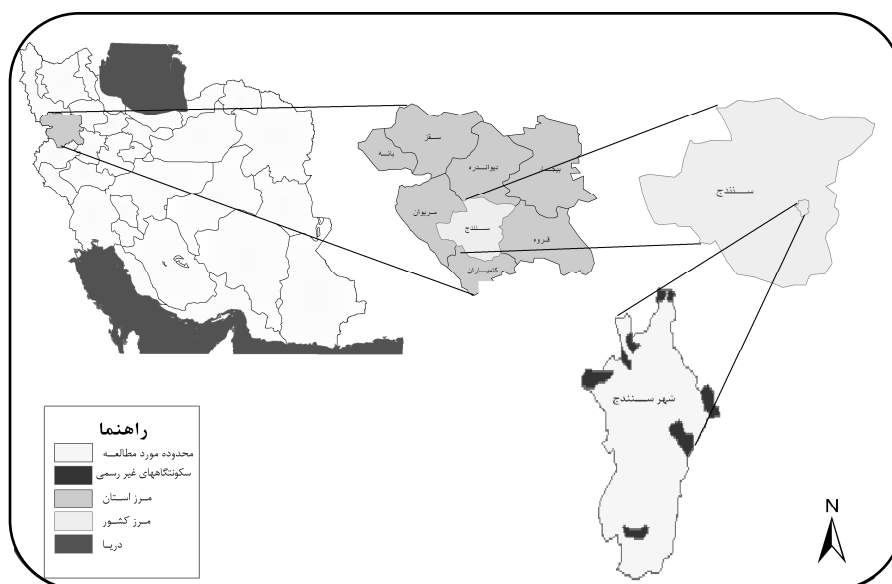 سقز
بانه
دیواندره
بیجار
سنندج
مریوان
سنندج
قروه
کامیاران
شهر سنندج
راهنما
محدوده مورد مطالعه
سکونتگاههای غیر رسمی
مرز استان
مرز کشور
دریا
N